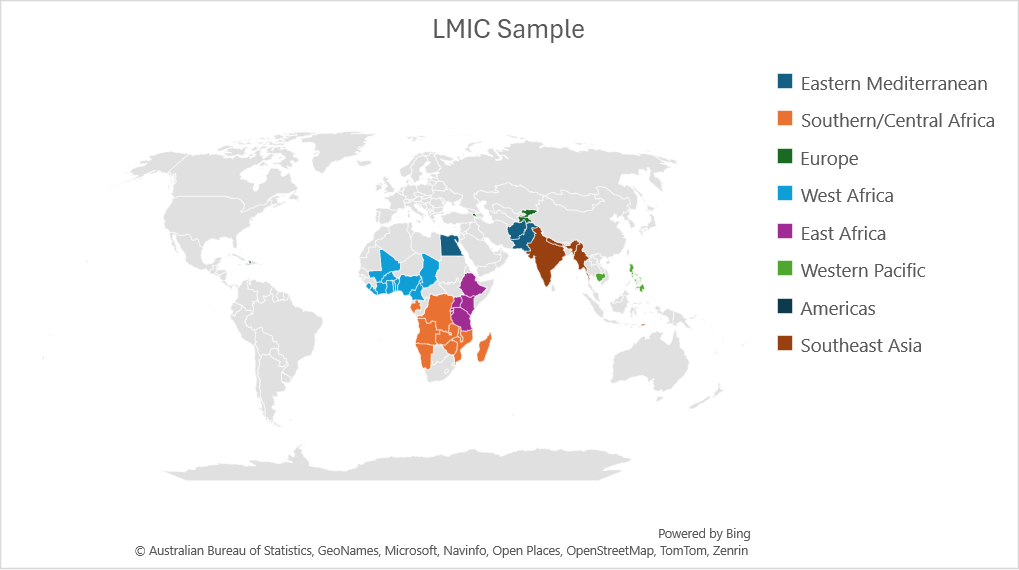 LMIC Sample
Eastern Mediterranean
Southern/Central Africa
Europe
West Africa
East Africa
Western Pacific
Americas
Southeast Asia
Powered by Bing
© Australian Bureau of Statistics, GeoNames, Microsoft, Navinfo, Open Places, OpenStreetMap, TomTom, Zenrin